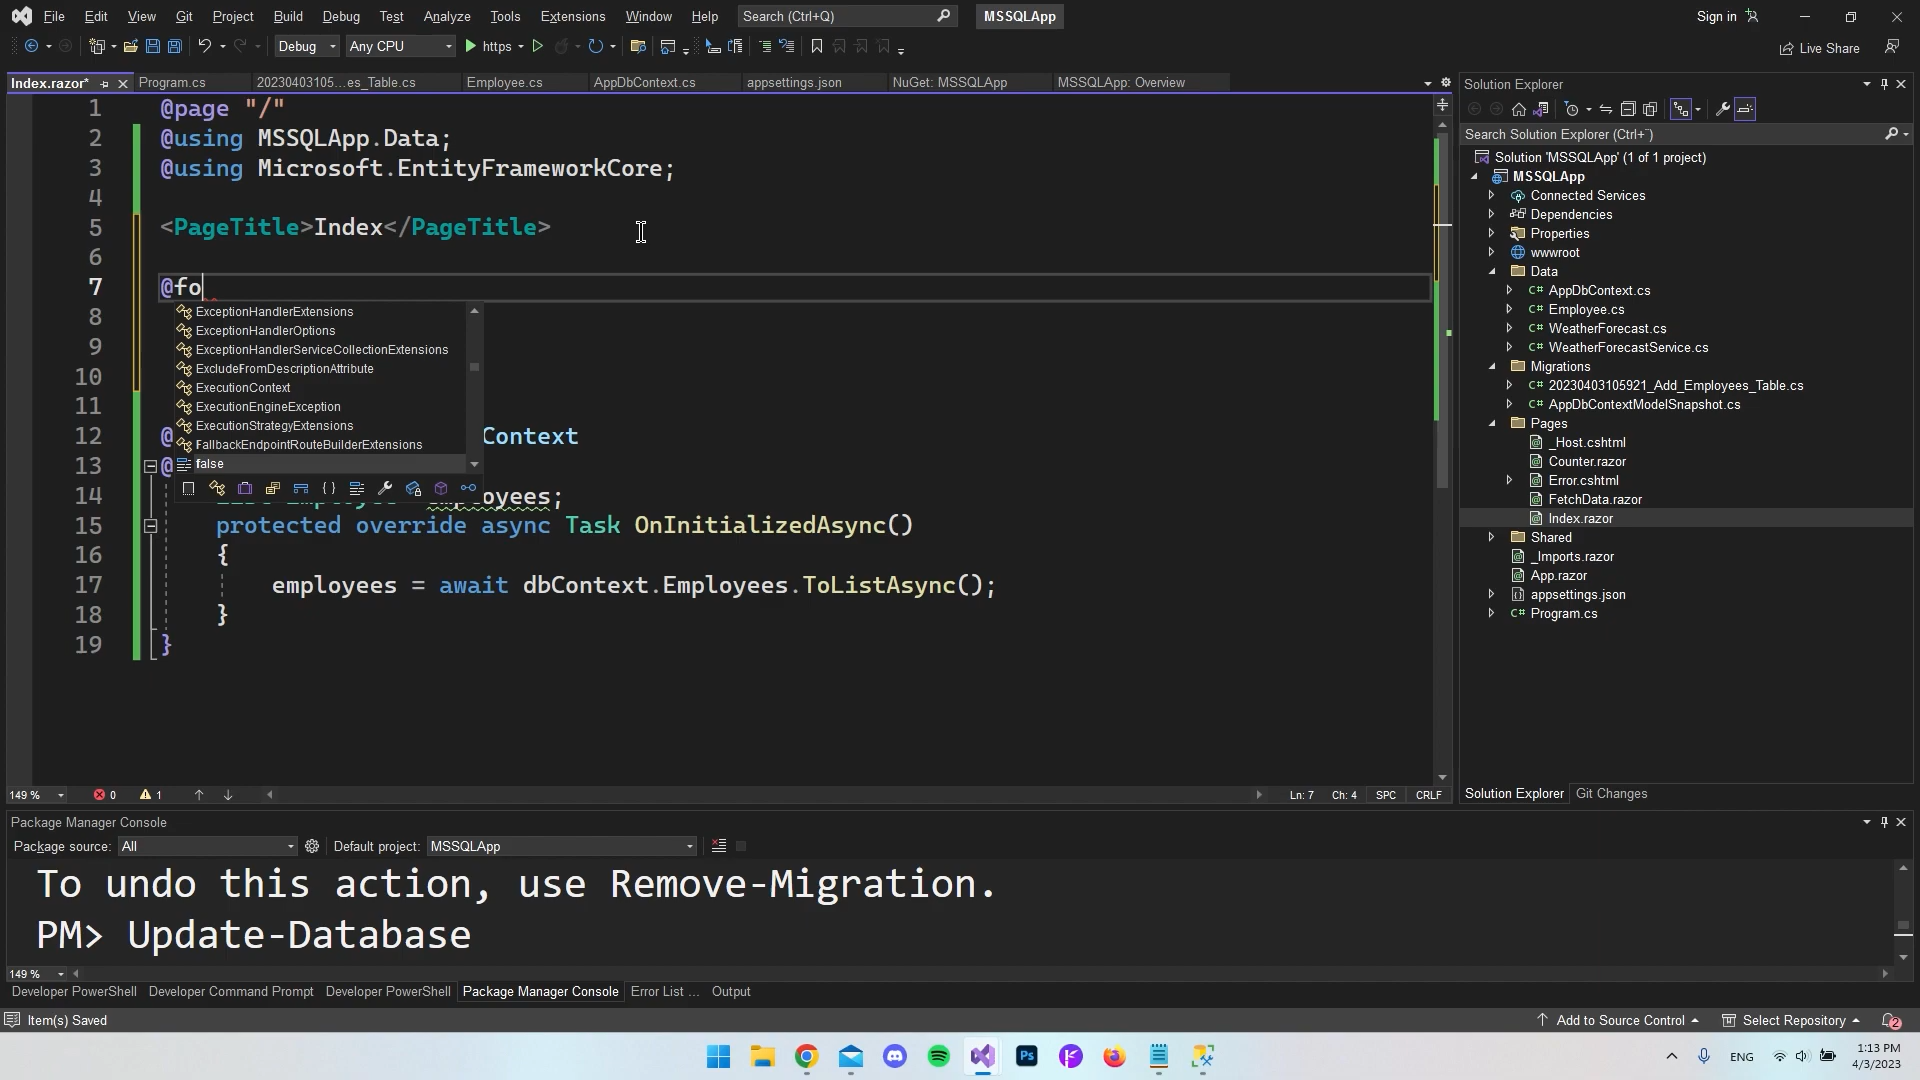 File Edit View Git Project Build Debug Test Analyze Tools Extensions Window Help Search (Ctrl+Q) MSSQLApp Sign in
Debug Any CPU https Live Share
Index.razor* Program.cs 20230403105...es_Table.cs Employee.cs AppDbContext.cs appsettings.json NuGet: MSSQLApp MSSQLApp: Overview
1 @page "/"
2 @using MSSQLApp.Data;
3 @using Microsoft.EntityFrameworkCore;
4
5 <PageTitle>Index</PageTitle>
6
7 @fo
8
9
10
11
12 @ Context
13 @
14 oyees;
15 protected override async Task OnInitializedAsync()
16 {
17 employees = await dbContext.Employees.ToListAsync();
18 }
19 }
ExceptionHandlerExtensions
ExceptionHandlerOptions
ExceptionHandlerServiceCollectionExtensions
ExcludeFromDescriptionAttribute
ExecutionContext
ExecutionEngineException
ExecutionStrategyExtensions
FallbackEndpointRouteBuilderExtensions
false
149 % 0 1 Ln: 7 Ch: 4 SPC CRLF
Solution Explorer
Search Solution Explorer (Ctrl+¨)
Solution 'MSSQLApp' (1 of 1 project)
MSSQLApp
Connected Services
Dependencies
Properties
wwwroot
Data
C# AppDbContext.cs
C# Employee.cs
C# WeatherForecast.cs
C# WeatherForecastService.cs
Migrations
C# 20230403105921_Add_Employees_Table.cs
C# AppDbContextModelSnapshot.cs
Pages
_Host.cshtml
Counter.razor
Error.cshtml
FetchData.razor
Index.razor
Shared
_Imports.razor
App.razor
appsettings.json
C# Program.cs
Solution Explorer Git Changes
Package Manager Console
Package source: All Default project: MSSQLApp
To undo this action, use Remove-Migration.
PM> Update-Database
149 %
Developer PowerShell Developer Command Prompt Developer PowerShell Package Manager Console Error List ... Output
Item(s) Saved Add to Source Control Select Repository 2
Ps ENG 1:13 PM
4/3/2023